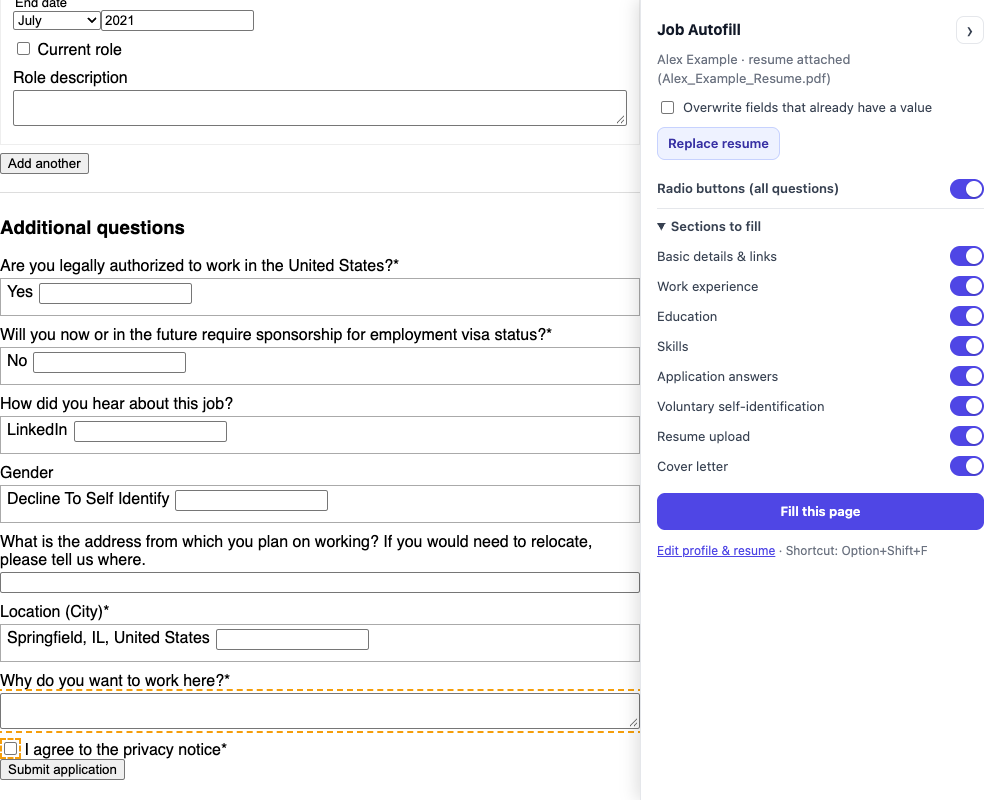 End date
July 2021
Current role
Role description
Add another
Additional questions
Are you legally authorized to work in the United States?*
Yes
Will you now or in the future require sponsorship for employment visa status?*
No
How did you hear about this job?
LinkedIn
Gender
Decline To Self Identify
What is the address from which you plan on working? If you would need to relocate,
please tell us where.
Location (City)*
Springfield, IL, United States
Why do you want to work here?*
I agree to the privacy notice*
Submit application
Job Autofill
Alex Example · resume attached
(Alex_Example_Resume.pdf)
Overwrite fields that already have a value
Replace resume
Radio buttons (all questions)
Sections to fill
Basic details & links
Work experience
Education
Skills
Application answers
Voluntary self-identification
Resume upload
Cover letter
Fill this page
Edit profile & resume · Shortcut: Option+Shift+F